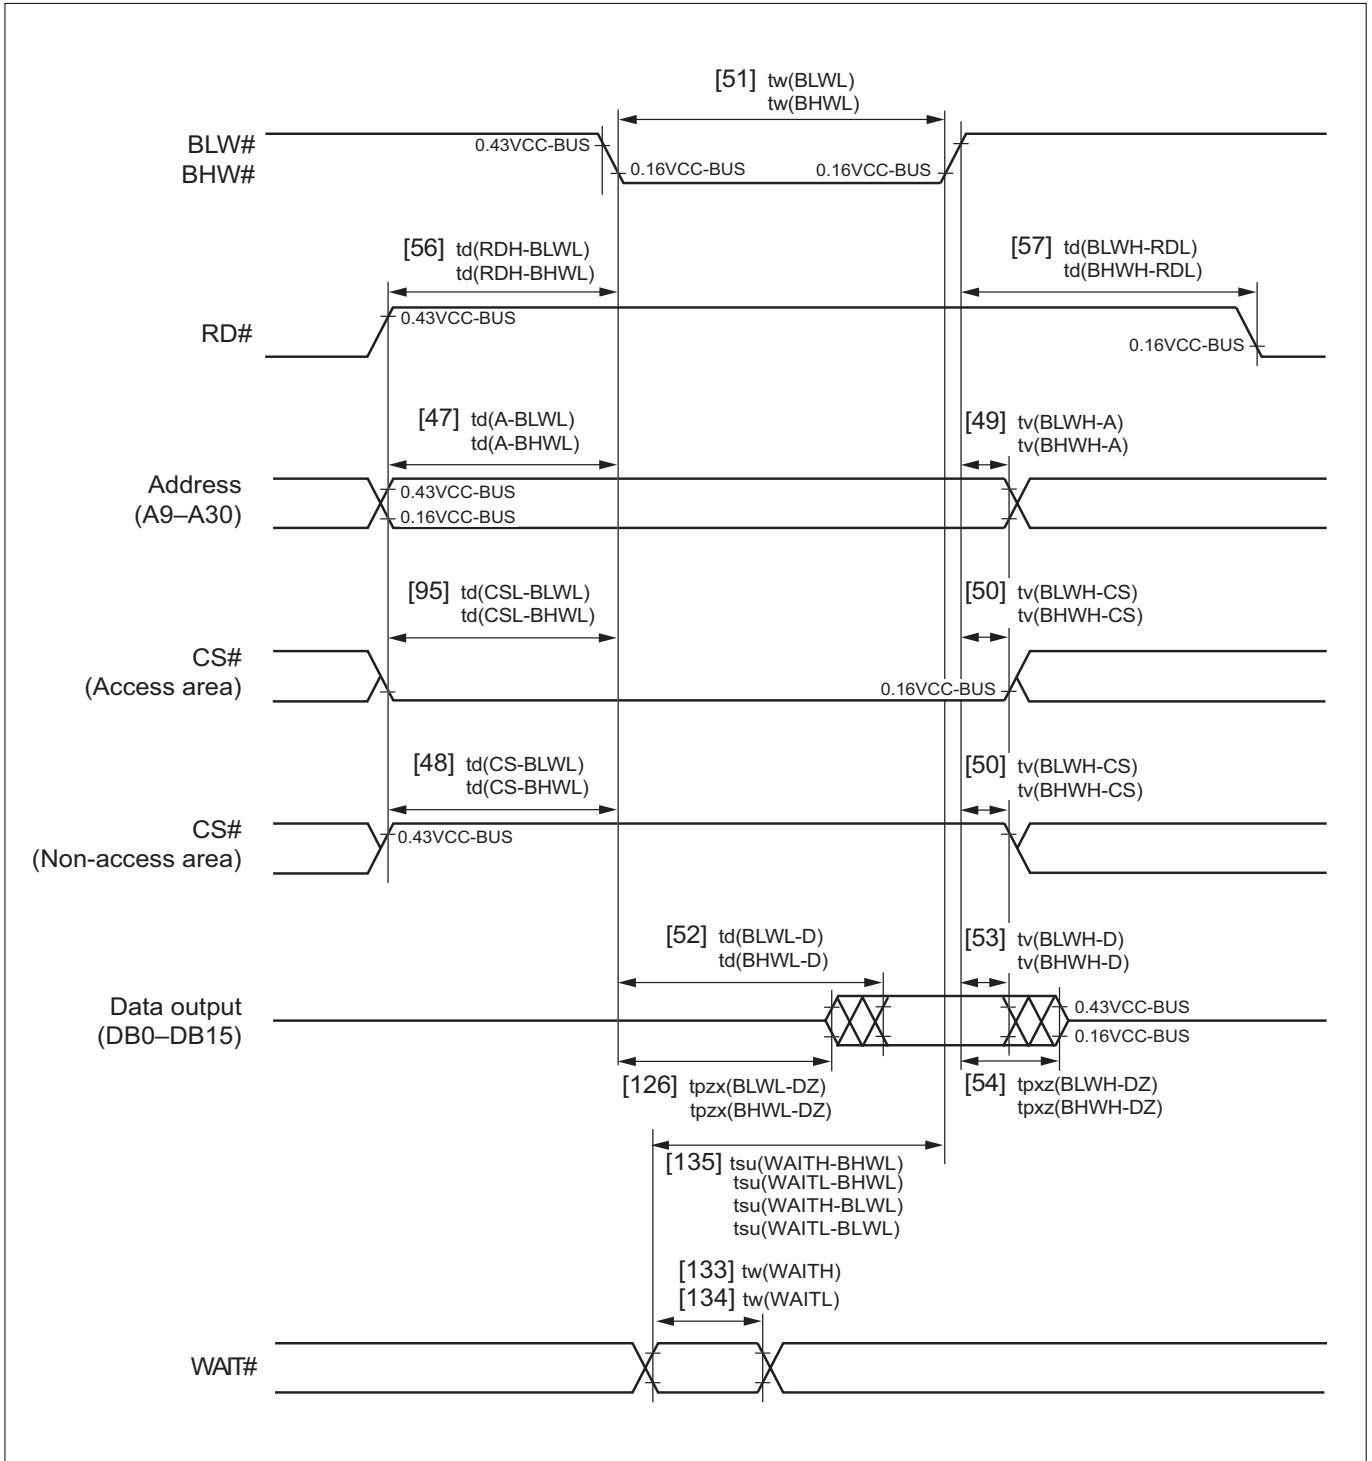 [51] tw(BLWL)
tw(BHWL)
BLW#
BHW#
0.43VCC-BUS
0.16VCC-BUS
0.16VCC-BUS
[56] td(RDH-BLWL)
td(RDH-BHWL)
[57] td(BLWH-RDL)
td(BHWH-RDL)
RD#
0.43VCC-BUS
0.16VCC-BUS
[47] td(A-BLWL)
td(A-BHWL)
[49] tv(BLWH-A)
tv(BHWH-A)
Address
(A9–A30)
0.43VCC-BUS
0.16VCC-BUS
[95] td(CSL-BLWL)
td(CSL-BHWL)
[50] tv(BLWH-CS)
tv(BHWH-CS)
CS#
(Access area)
0.16VCC-BUS
[48] td(CS-BLWL)
td(CS-BHWL)
[50] tv(BLWH-CS)
tv(BHWH-CS)
CS#
(Non-access area)
0.43VCC-BUS
[52] td(BLWL-D)
td(BHWL-D)
[53] tv(BLWH-D)
tv(BHWH-D)
Data output
(DB0–DB15)
0.43VCC-BUS
0.16VCC-BUS
[126] tpzx(BLWL-DZ)
tpzx(BHWL-DZ)
[54] tpxz(BLWH-DZ)
tpxz(BHWH-DZ)
[135] tsu(WAITH-BHWL)
tsu(WAITL-BHWL)
tsu(WAITH-BLWL)
tsu(WAITL-BLWL)
[133] tw(WAITH)
[134] tw(WAITL)
WAIT#